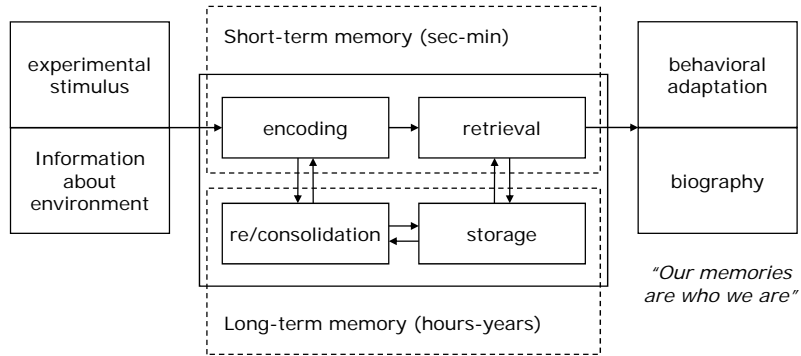 Short-term memory (sec-min)
experimental
stimulus
Information
about
environment
encoding
retrieval
re/consolidation
storage
Long-term memory (hours-years)
behavioral
adaptation
biography
“Our memories
are who we are”